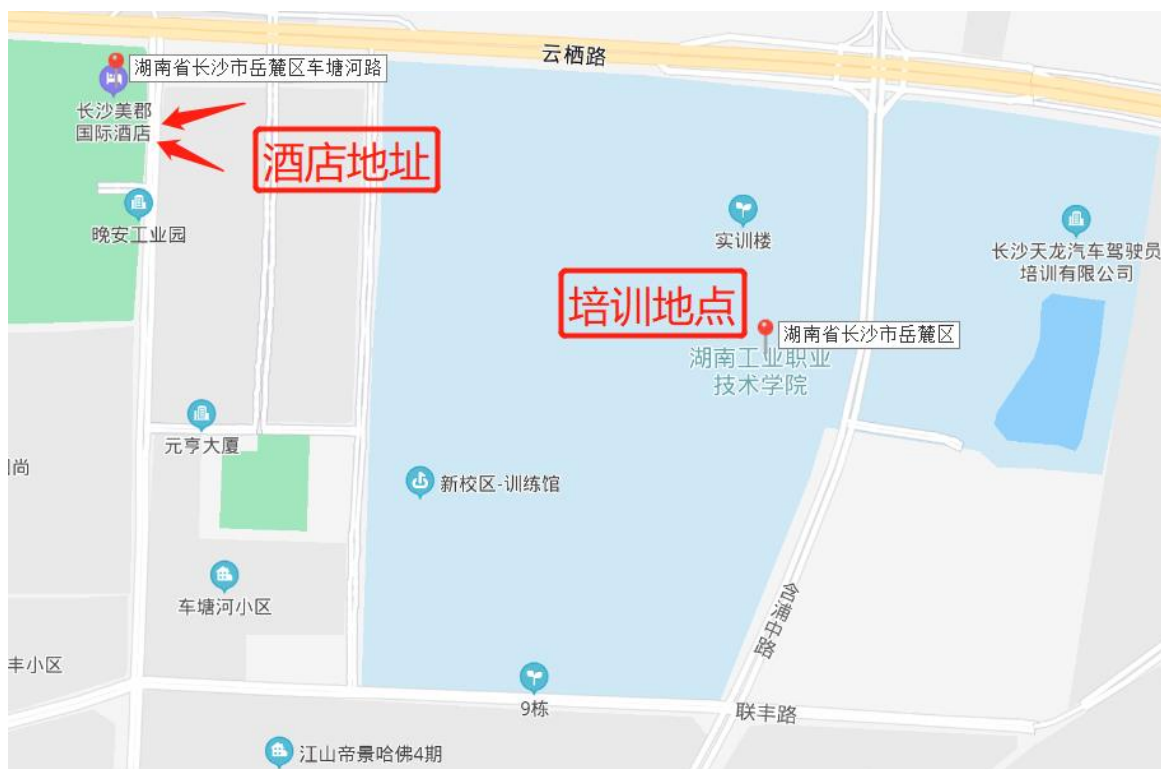 云栖路
湖南省长沙市岳麓区车塘河路
长沙美郡
国际酒店
酒店地址
晚安工业园
实训楼
长沙天龙汽车驾驶员
培训有限公司
培训地点
湖南省长沙市岳麓区
湖南工业职业
技术学院
元亨大厦
尚
新校区-训练馆
车塘河小区
含浦中路
丰小区
9栋
联丰路
江山帝景哈佛4期